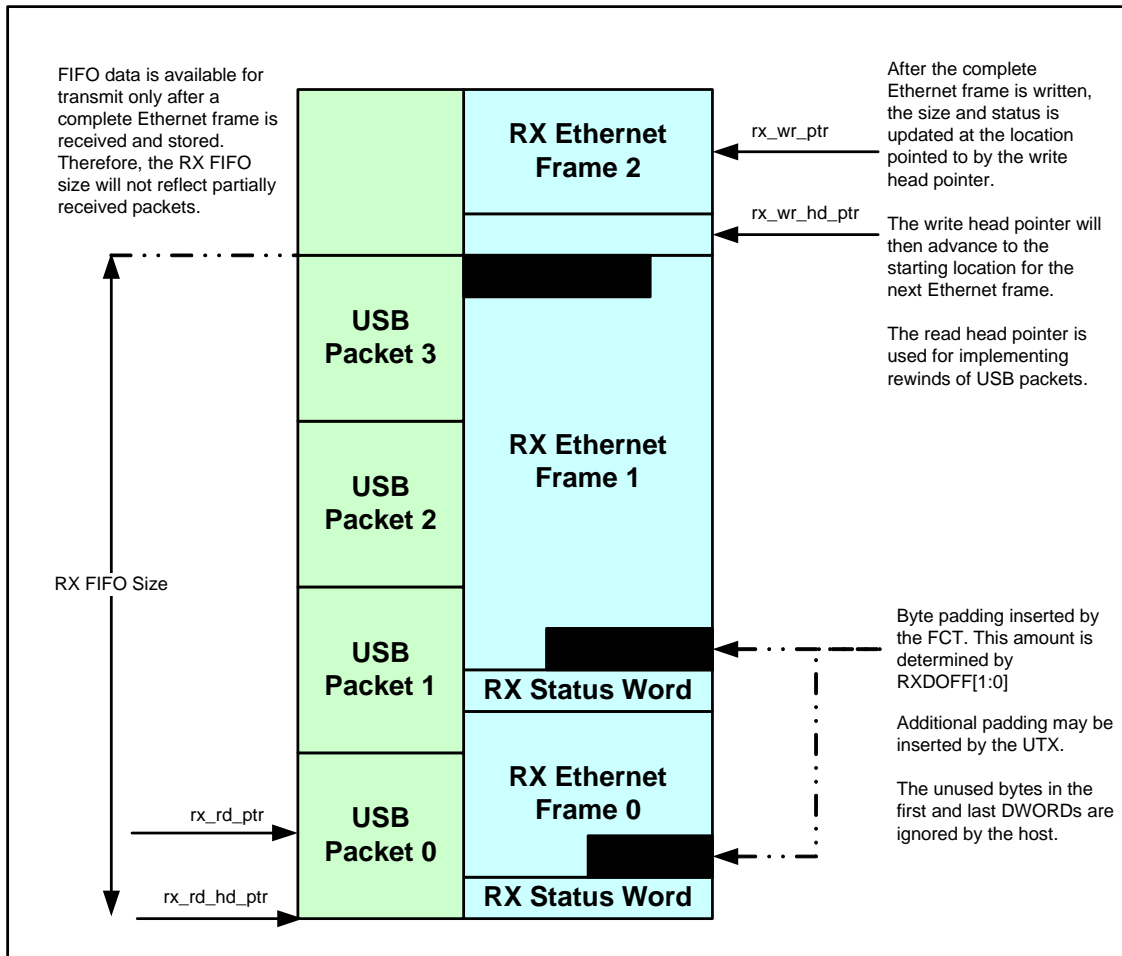 FIFO data is available for
transmit only after a
complete Ethernet frame is
received and stored.
Therefore, the RX FIFO
size will not reflect partially
received packets.
RX Ethernet
Frame 2
rx_wr_ptr
After the complete
Ethernet frame is written,
the size and status is
updated at the location
pointed to by the write
head pointer.
rx_wr_hd_ptr
The write head pointer will
then advance to the
starting location for the
next Ethernet frame.
The read head pointer is
used for implementing
rewinds of USB packets.
USB
Packet 3
RX Ethernet
Frame 1
USB
Packet 2
RX FIFO Size
USB
Packet 1
RX Status Word
Byte padding inserted by
the FCT. This amount is
determined by
RXDOFF[1:0]
Additional padding may be
inserted by the UTX.
The unused bytes in the
first and last DWORDs are
ignored by the host.
RX Ethernet
Frame 0
rx_rd_ptr
USB
Packet 0
rx_rd_hd_ptr
RX Status Word